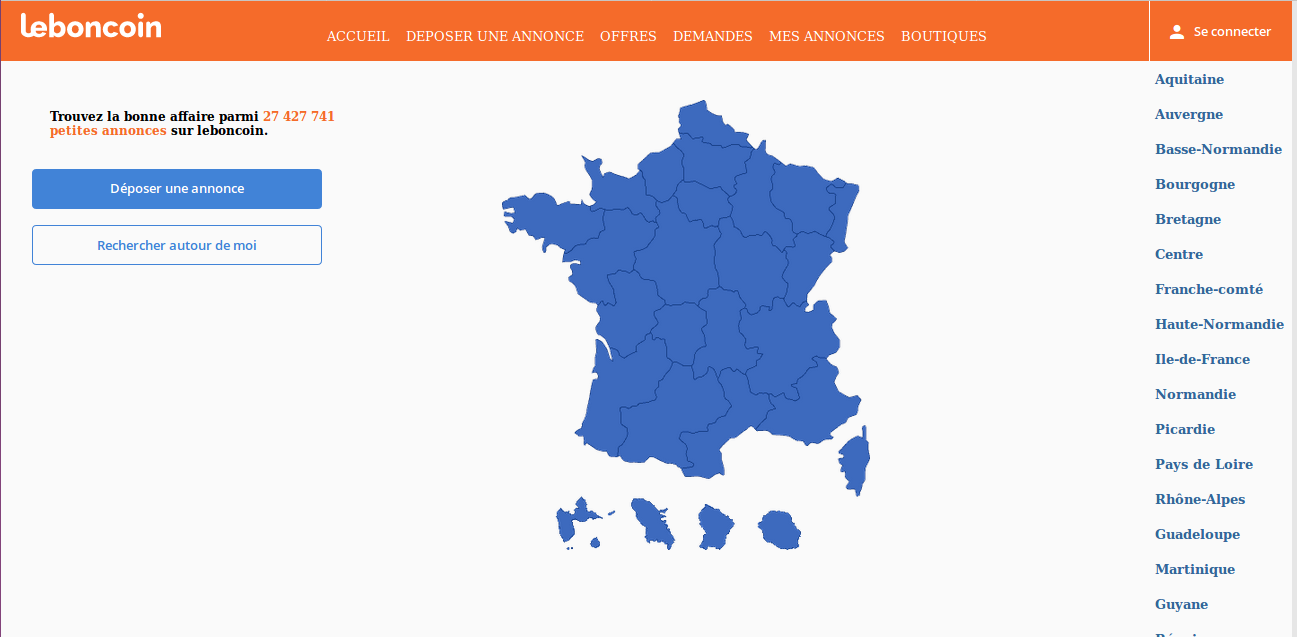 leboncoin
ACCUEIL DEPOSER UNE ANNONCE OFFRES DEMANDES MES ANNONCES BOUTIQUES
Se connecter
Trouvez la bonne affaire parmi 27 427 741
petites annonces sur leboncoin.
Déposer une annonce
Rechercher autour de moi
Aquitaine
Auvergne
Basse-Normandie
Bourgogne
Bretagne
Centre
Franche-comté
Haute-Normandie
Ile-de-France
Normandie
Picardie
Pays de Loire
Rhône-Alpes
Guadeloupe
Martinique
Guyane